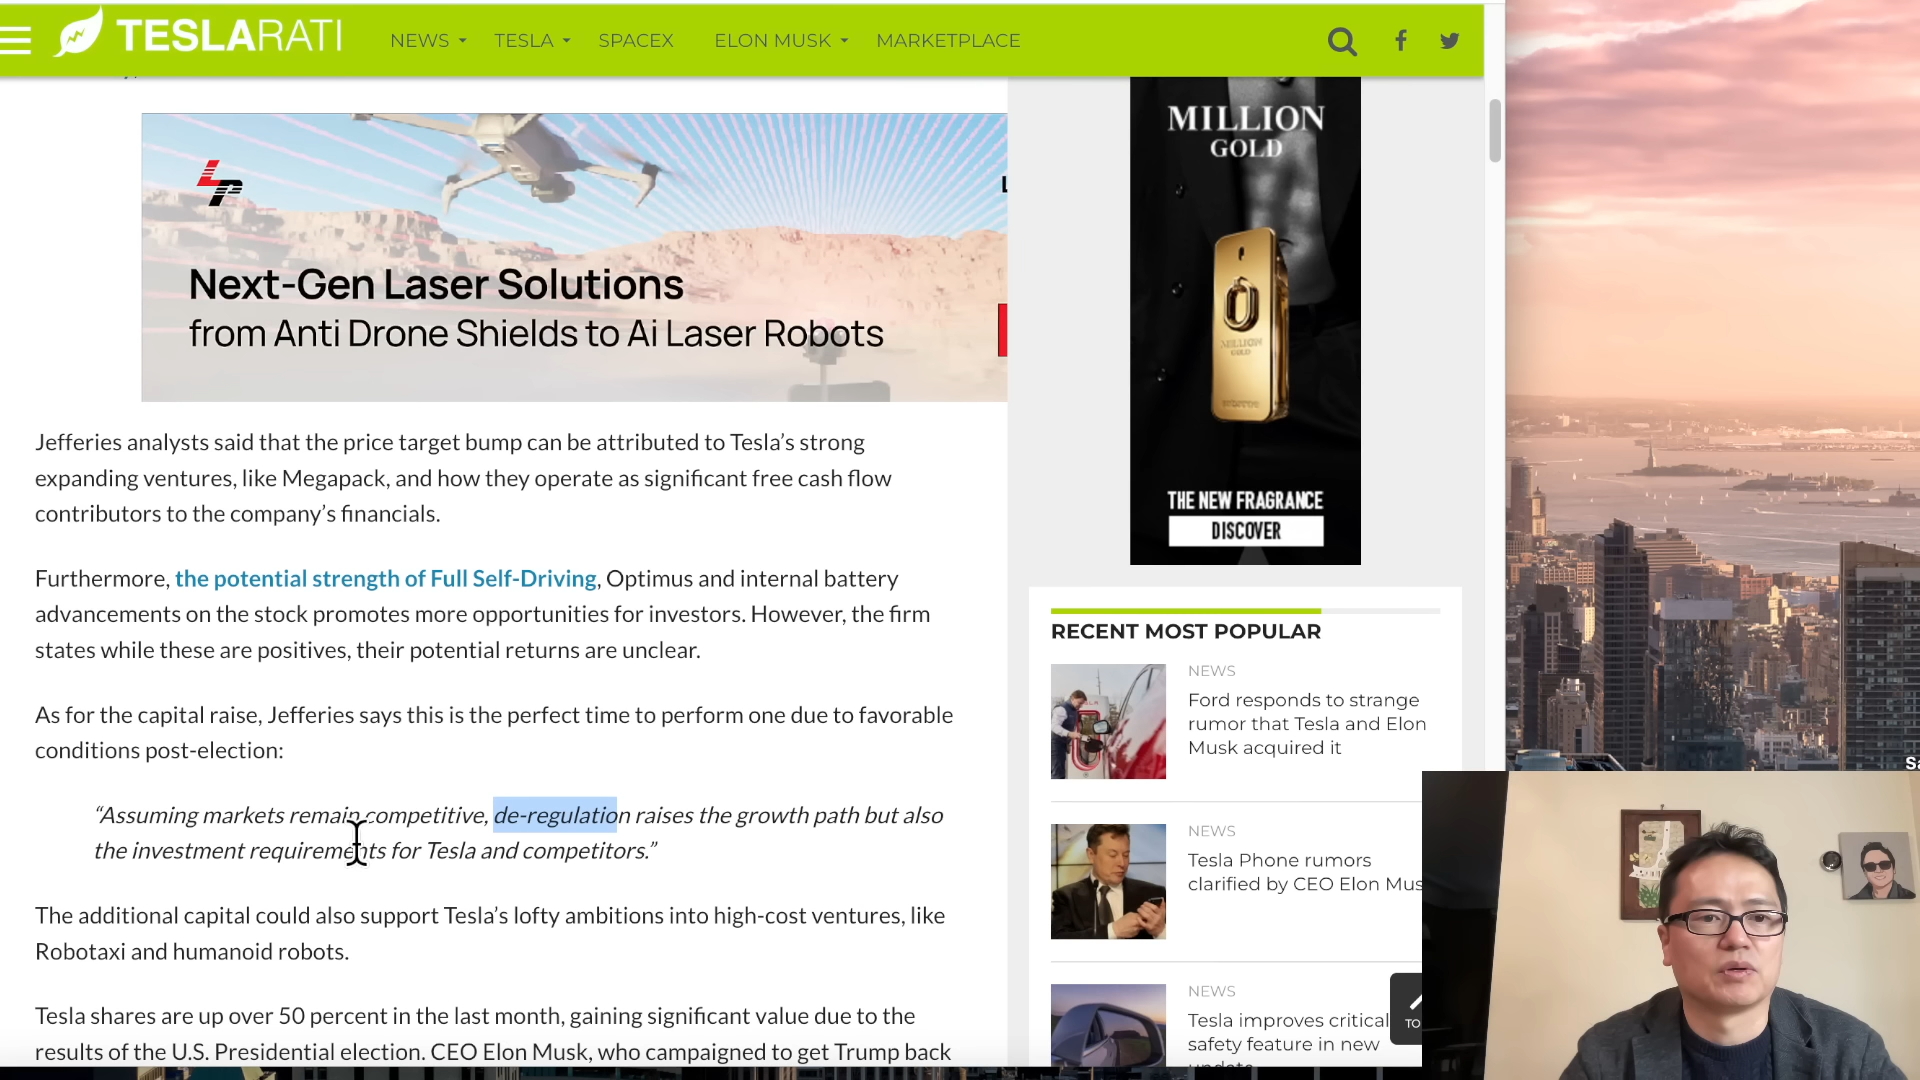 TESLARATI
NEWS
TESLA
SPACEX
ELON MUSK
MARKETPLACE
LP
Next-Gen Laser Solutions
from Anti Drone Shields to Ai Laser Robots
MILLION
GOLD
MILLION
GOLD
THE NEW FRAGRANCE
DISCOVER
Jefferies analysts said that the price target bump can be attributed to Tesla’s strong
expanding ventures, like Megapack, and how they operate as significant free cash flow
contributors to the company’s financials.
Furthermore, the potential strength of Full Self-Driving, Optimus and internal battery
advancements on the stock promotes more opportunities for investors. However, the firm
states while these are positives, their potential returns are unclear.
As for the capital raise, Jefferies says this is the perfect time to perform one due to favorable
conditions post-election:
“Assuming markets remain competitive, de-regulation raises the growth path but also
the investment requirements for Tesla and competitors.”
The additional capital could also support Tesla’s lofty ambitions into high-cost ventures, like
Robotaxi and humanoid robots.
Tesla shares are up over 50 percent in the last month, gaining significant value due to the
results of the U.S. Presidential election. CEO Elon Musk, who campaigned to get Trump back
RECENT MOST POPULAR
NEWS
Ford responds to strange
rumor that Tesla and Elon
Musk acquired it
NEWS
Tesla Phone rumors
clarified by CEO Elon Mus
NEWS
Tesla improves critical
safety feature in new
TO
Sa